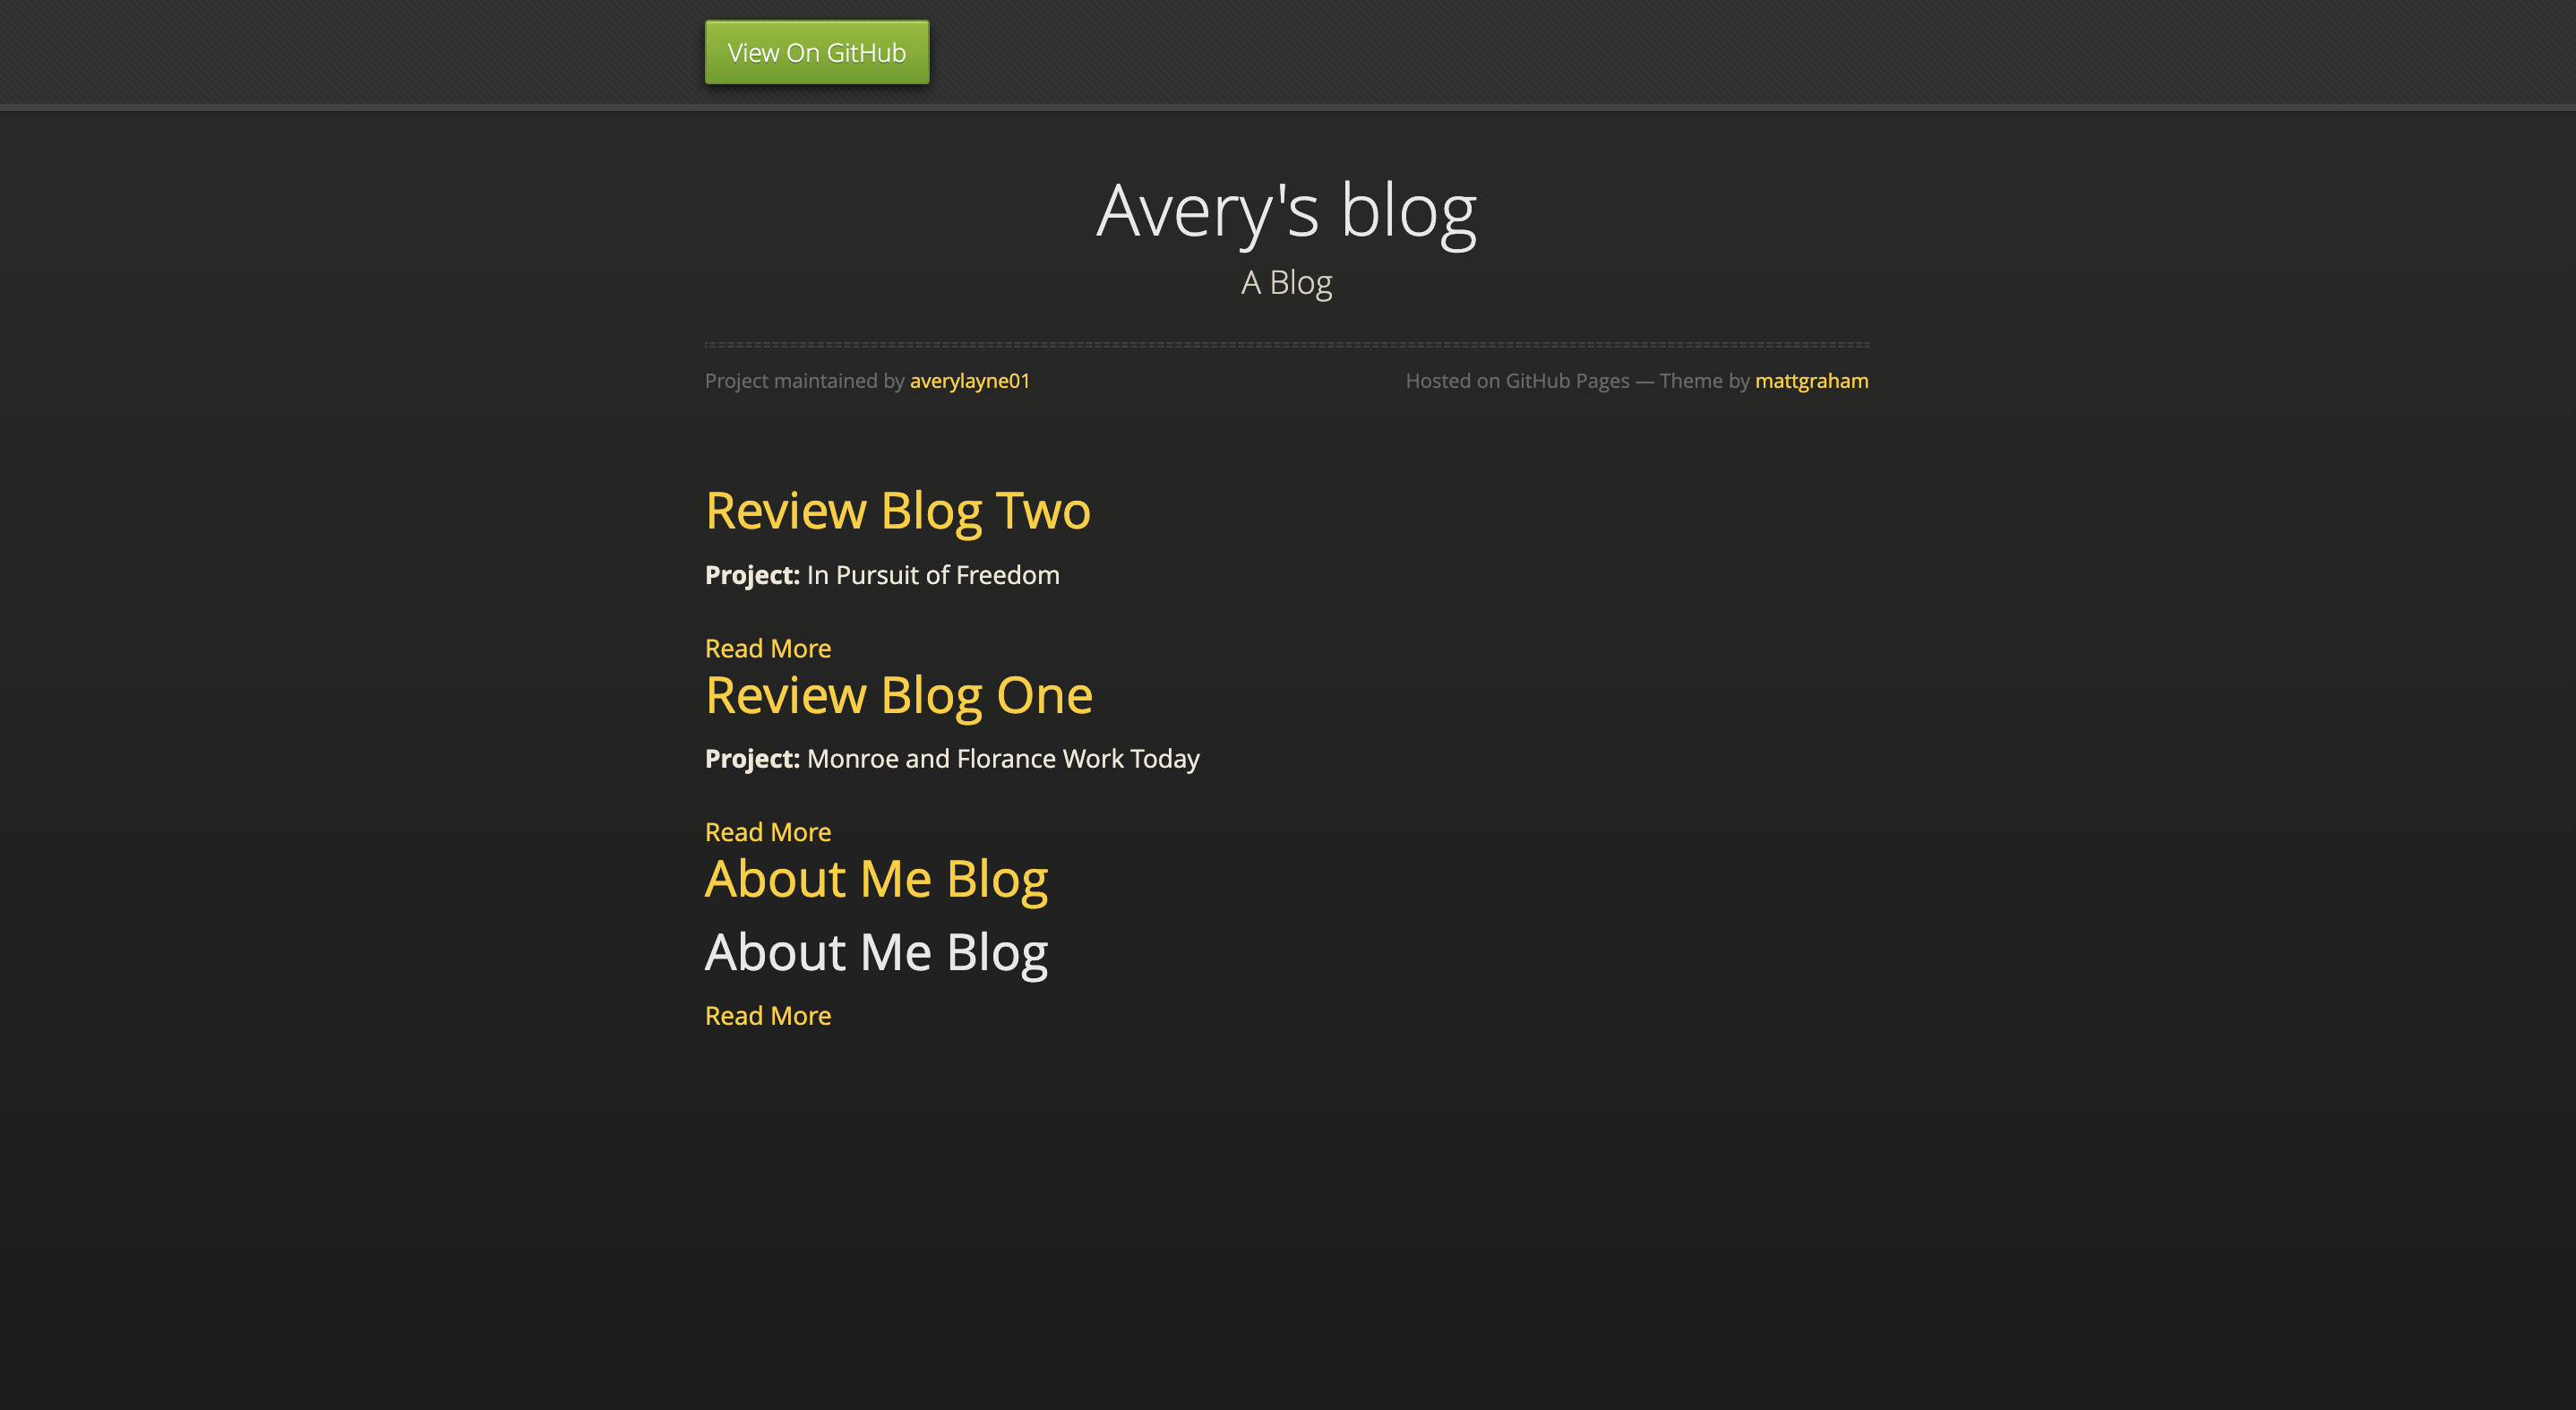 View On GitHub
Avery's blog
A Blog
Project maintained by averylayne01
Hosted on GitHub Pages — Theme by mattgraham
Review Blog Two
Project: In Pursuit of Freedom
Read More
Review Blog One
Project: Monroe and Florance Work Today
Read More
About Me Blog
About Me Blog
Read More